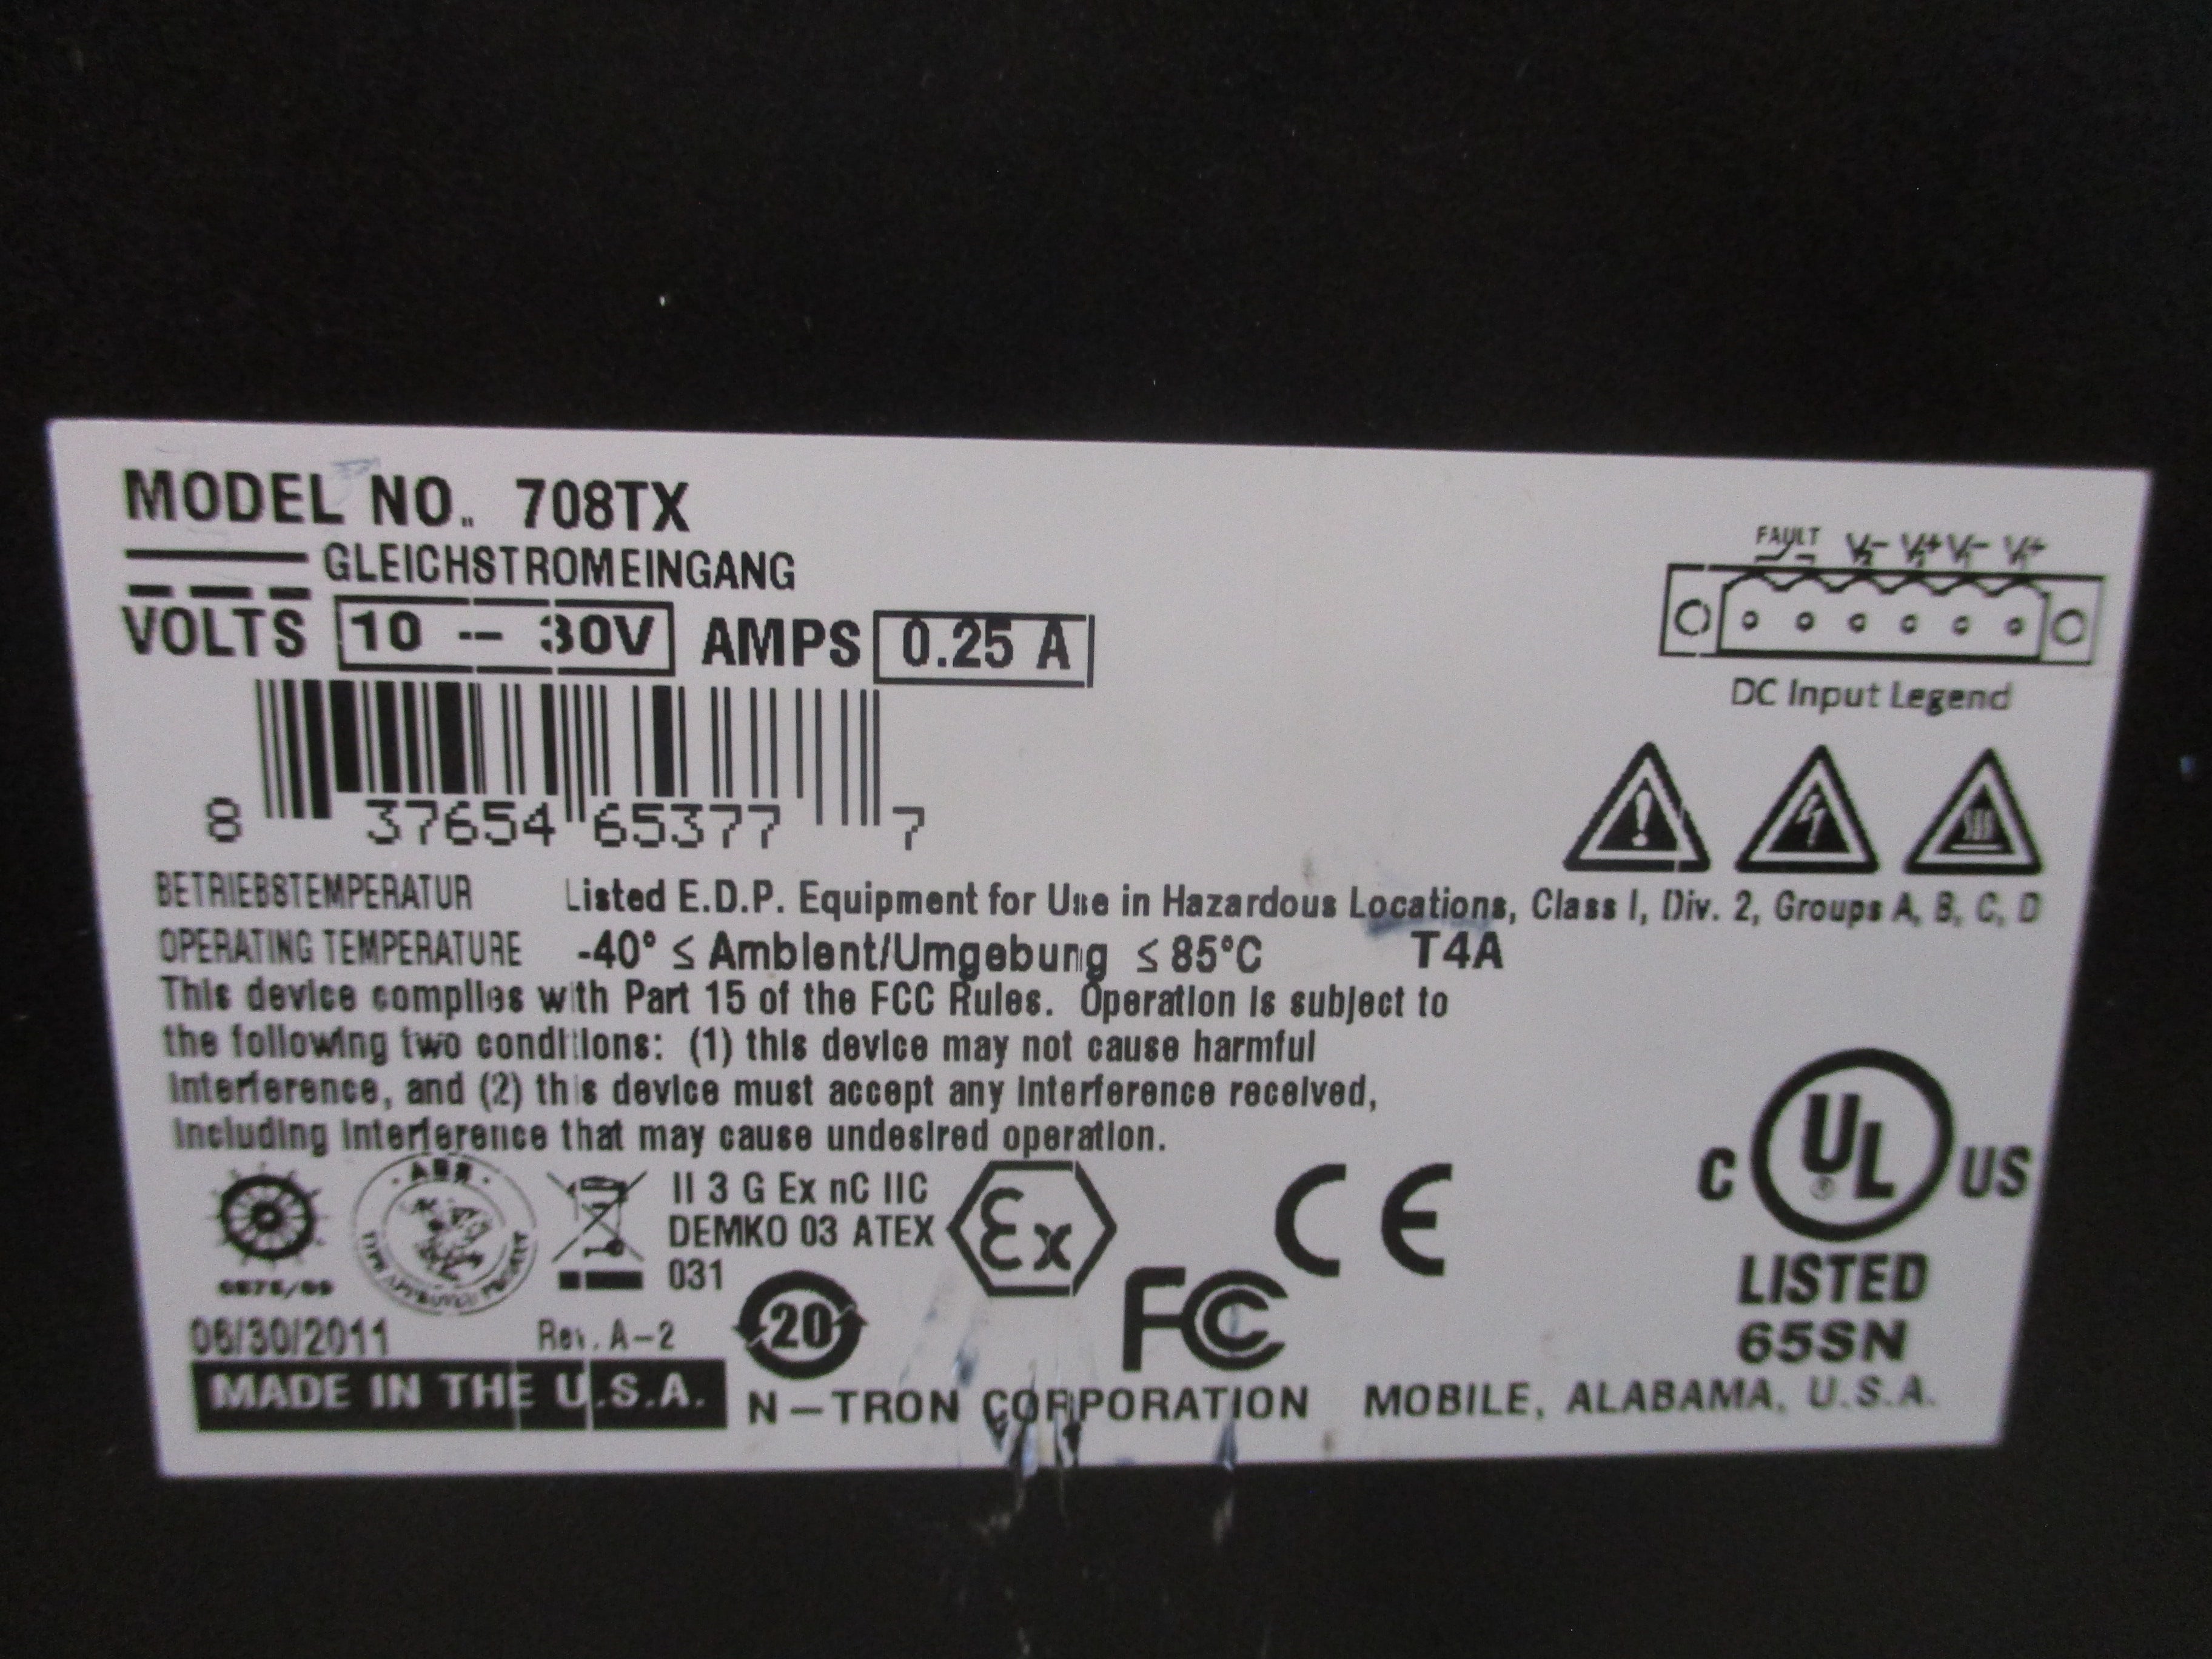 MODEL NO. 708TX
GLEICHSTROMEINGANG
VOLTS 10 -- 30V AMPS 0.25 A
8 37654 65377 7
FAULT V2- V2+ V1- V1+
DC Input Legend
BETRIEBSTEMPERATUR Listed E.D.P. Equipment for Use in Hazardous Locations, Class I, Div. 2, Groups A, B, C, D
OPERATING TEMPERATURE -40° ≤ Ambient/Umgebung ≤ 85°C T4A
This device complies with Part 15 of the FCC Rules. Operation is subject to
the following two conditions: (1) this device may not cause harmful
interference, and (2) this device must accept any interference received,
including interference that may cause undesired operation.
ABS
TYPE APPROVED PRODUCT
II 3 G Ex nC IIC
DEMKO 03 ATEX
031
Ex
CE
FC
C UL ® US
LISTED
65SN
20
06/30/2011 Rev. A-2
MADE IN THE U.S.A.
N-TRON CORPORATION MOBILE, ALABAMA, U.S.A.